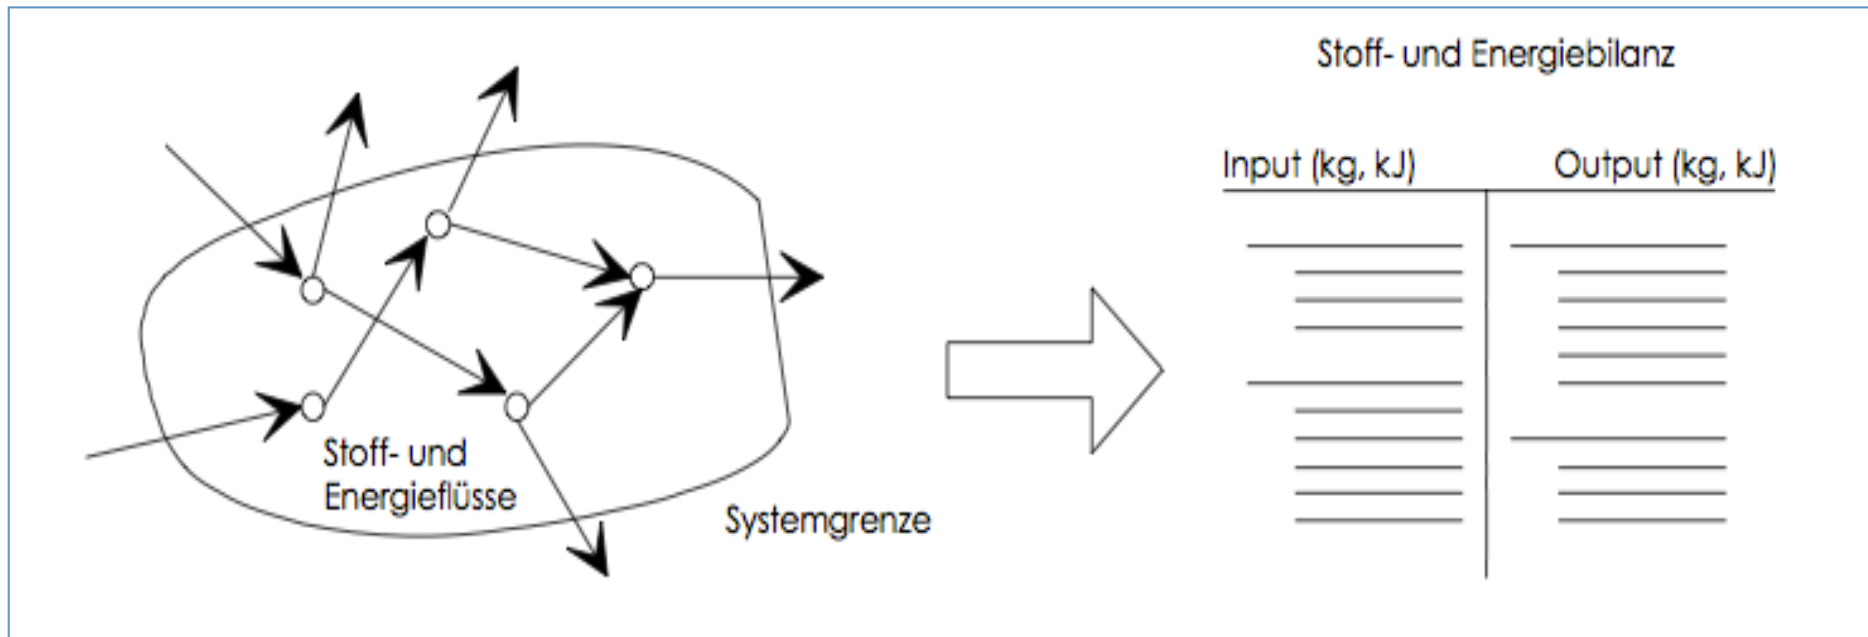 Stoff- und Energiebilanz
Input (kg, kJ)
Output (kg, kJ)
Stoff- und
Energieflüsse
Systemgrenze